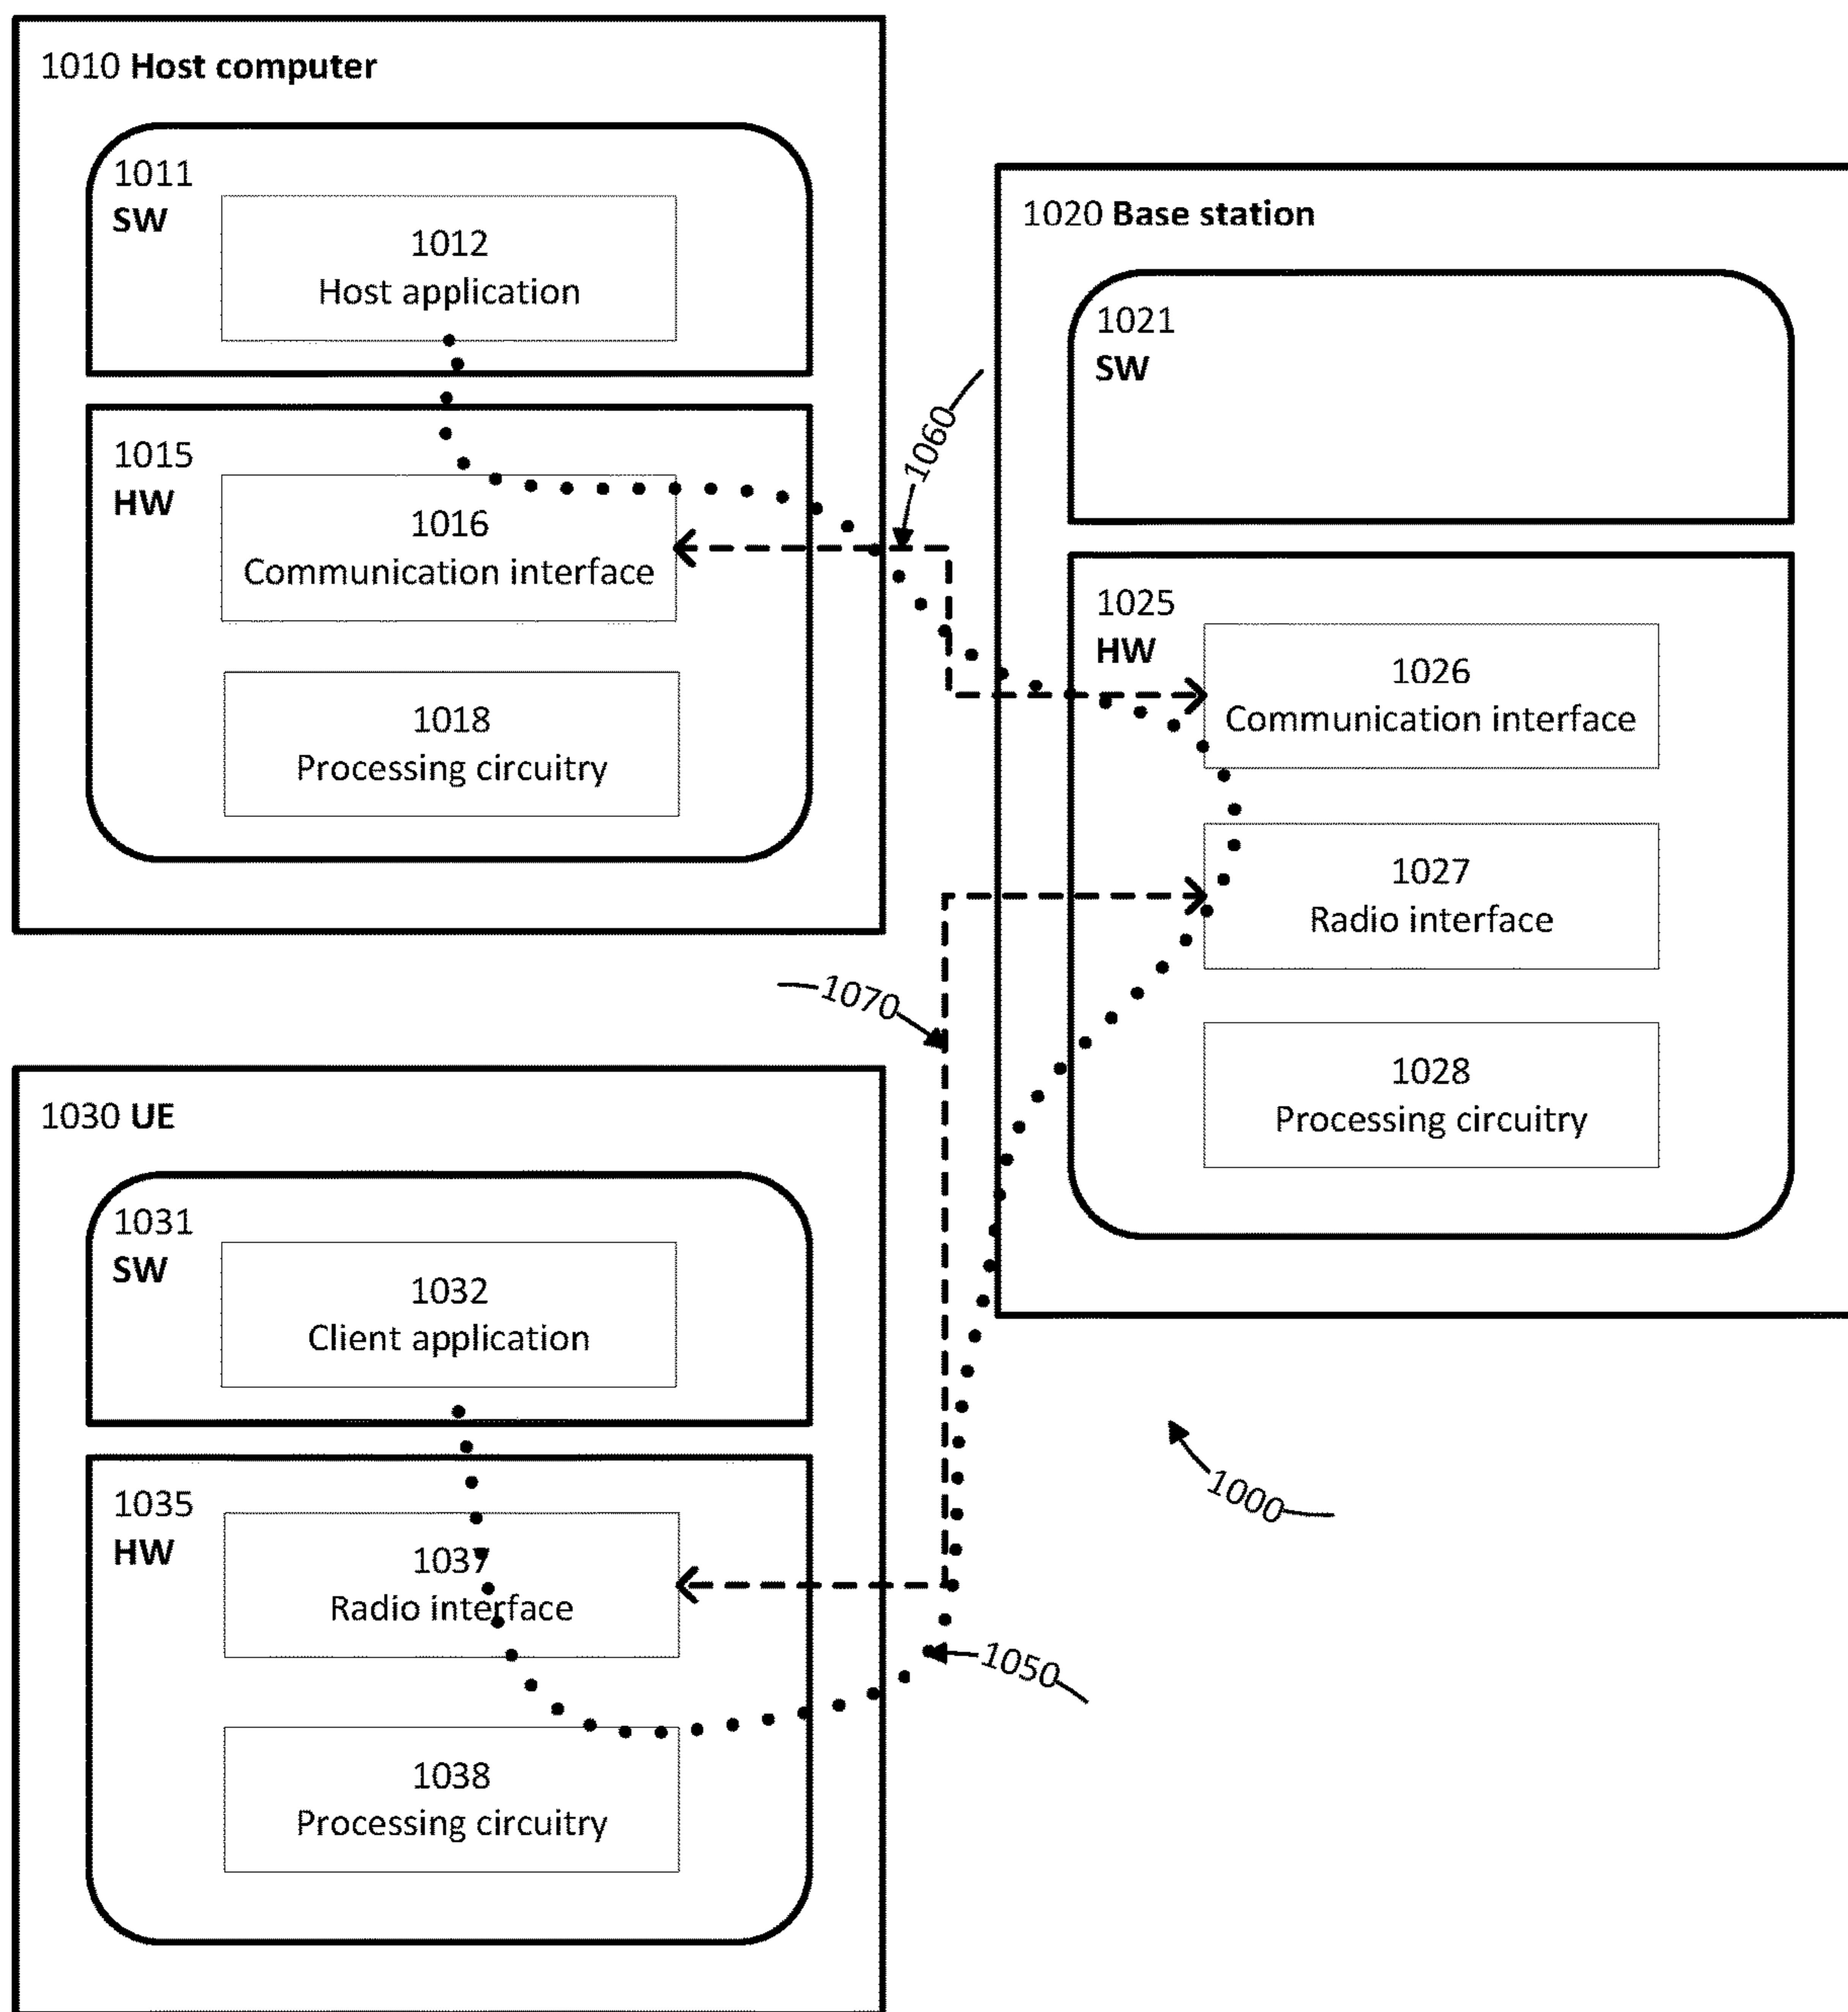 1010 Host computer
1011
SW
1012
Host application
1015
HW
1016
Communication interface
1018
Processing circuitry
1060
1020 Base station
1021
SW
1025
HW
1026
Communication interface
1027
Radio interface
1028
Processing circuitry
1070
1030 UE
1031
SW
1032
Client application
1035
HW
1037
Radio interface
1038
Processing circuitry
1050
1000